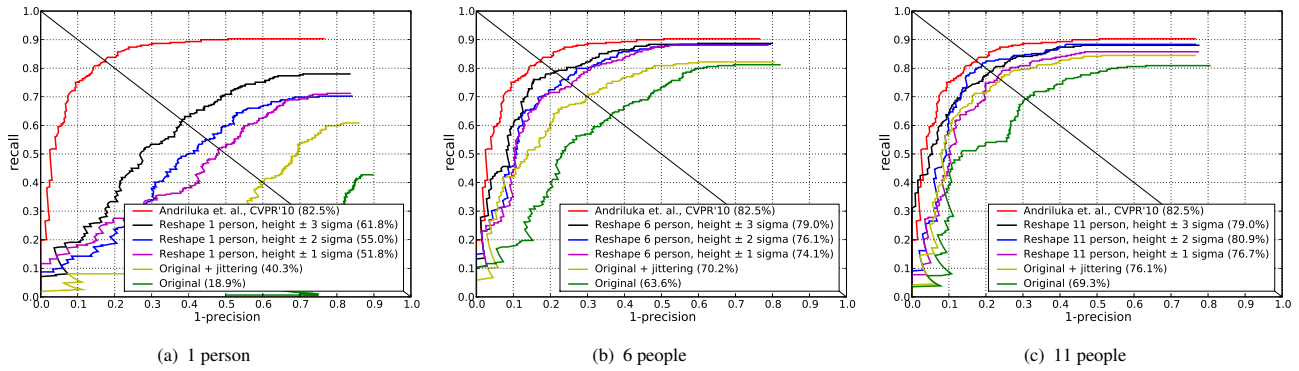 1.0
0.9
0.8
0.7
0.6
0.5
0.4
0.3
0.2
0.1
0.0
recall
0.0 0.1 0.2 0.3 0.4 0.5 0.6 0.7 0.8 0.9 1.0
1-precision
Andriluka et. al., CVPR'10 (82.5%)
Reshape 1 person, height ± 3 sigma (61.8%)
Reshape 1 person, height ± 2 sigma (55.0%)
Reshape 1 person, height ± 1 sigma (51.8%)
Original + jittering (40.3%)
Original (18.9%)
(a) 1 person
1.0
0.9
0.8
0.7
0.6
0.5
0.4
0.3
0.2
0.1
0.0
recall
0.0 0.1 0.2 0.3 0.4 0.5 0.6 0.7 0.8 0.9 1.0
1-precision
Andriluka et. al., CVPR'10 (82.5%)
Reshape 6 person, height ± 3 sigma (79.0%)
Reshape 6 person, height ± 2 sigma (76.1%)
Reshape 6 person, height ± 1 sigma (74.1%)
Original + jittering (70.2%)
Original (63.6%)
(b) 6 people
1.0
0.9
0.8
0.7
0.6
0.5
0.4
0.3
0.2
0.1
0.0
recall
0.0 0.1 0.2 0.3 0.4 0.5 0.6 0.7 0.8 0.9 1.0
1-precision
Andriluka et. al., CVPR'10 (82.5%)
Reshape 11 person, height ± 3 sigma (79.0%)
Reshape 11 person, height ± 2 sigma (80.9%)
Reshape 11 person, height ± 1 sigma (76.7%)
Original + jittering (76.1%)
Original (69.3%)
(c) 11 people